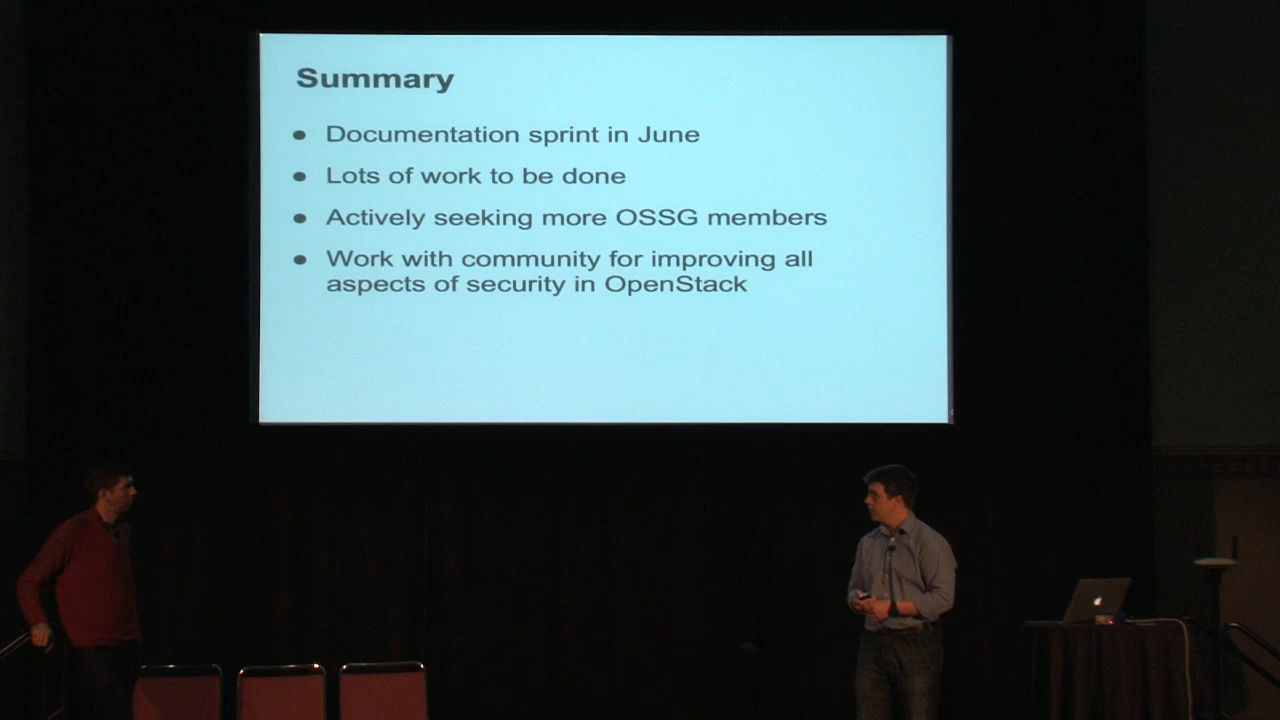 Summary
● Documentation sprint in June
● Lots of work to be done
● Actively seeking more OSSG members
● Work with community for improving all
aspects of security in OpenStack